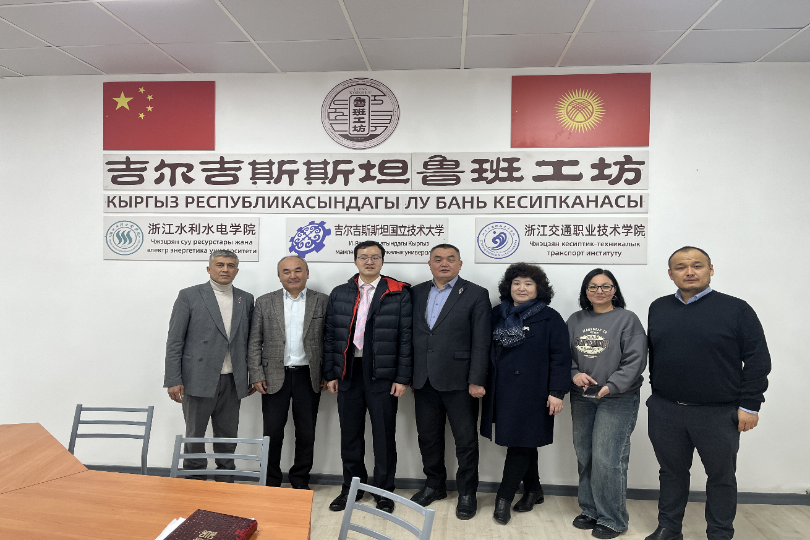 鲁班工坊
吉尔吉斯斯坦鲁班工坊
КЫРГЫЗ РЕСПУБЛИКАСЫНДАГЫ ЛУ БАНЬ КЕСИПКАНАСЫ
浙江水利水电学院
Чжэцзян суу ресурстары жана
электр энергетика университети
吉尔吉斯斯坦国立技术大学
浙江交通职业技术学院
Чжэцзян кесиптик-техникалык
транспорт институту